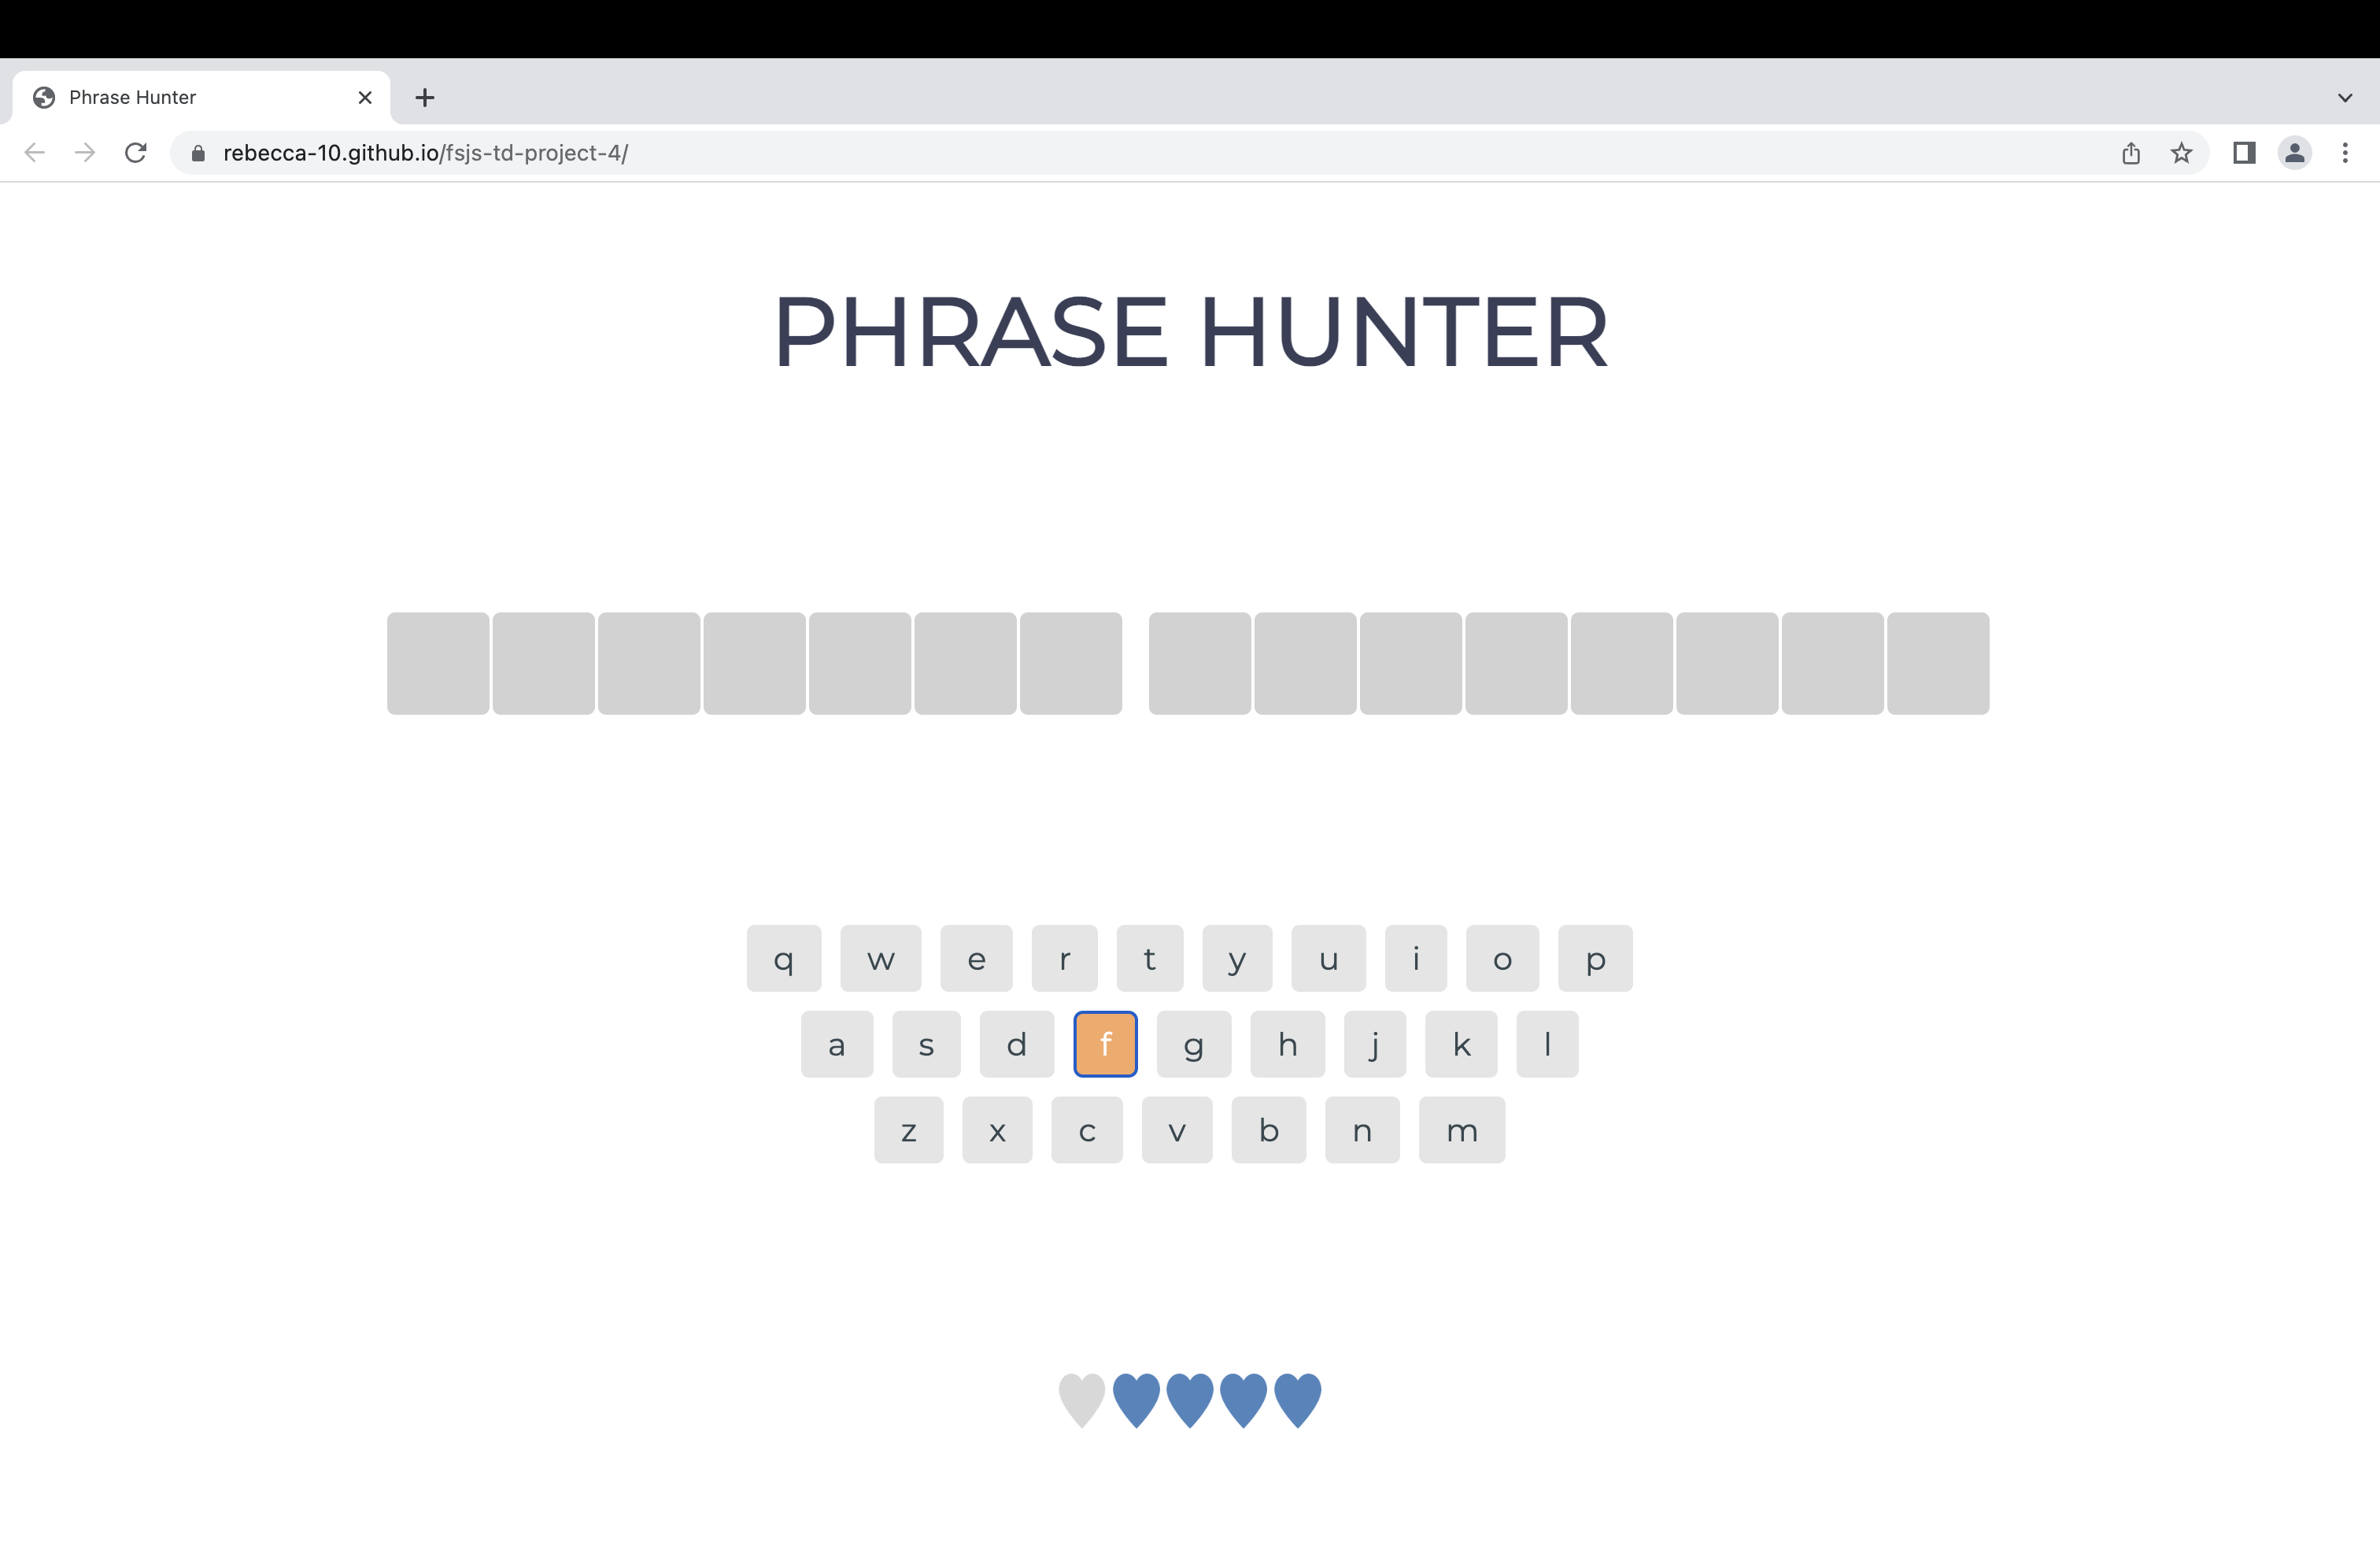 Phrase Hunter
rebecca-10.github.io/fsjs-td-project-4/
PHRASE HUNTER
q w e r t y u i o p
a s d f g h j k l
z x c v b n m